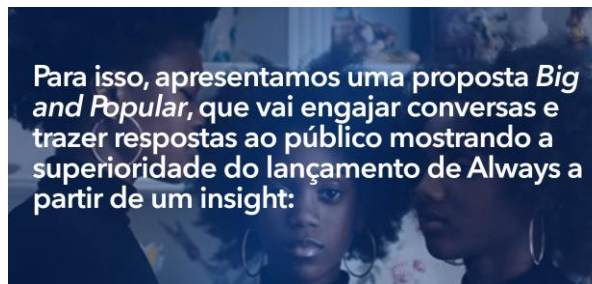 Para isso, apresentamos uma proposta Big
and Popular, que vai engajar conversas e
trazer respostas ao público mostrando a
superioridade do lançamento de Always a
partir de um insight: